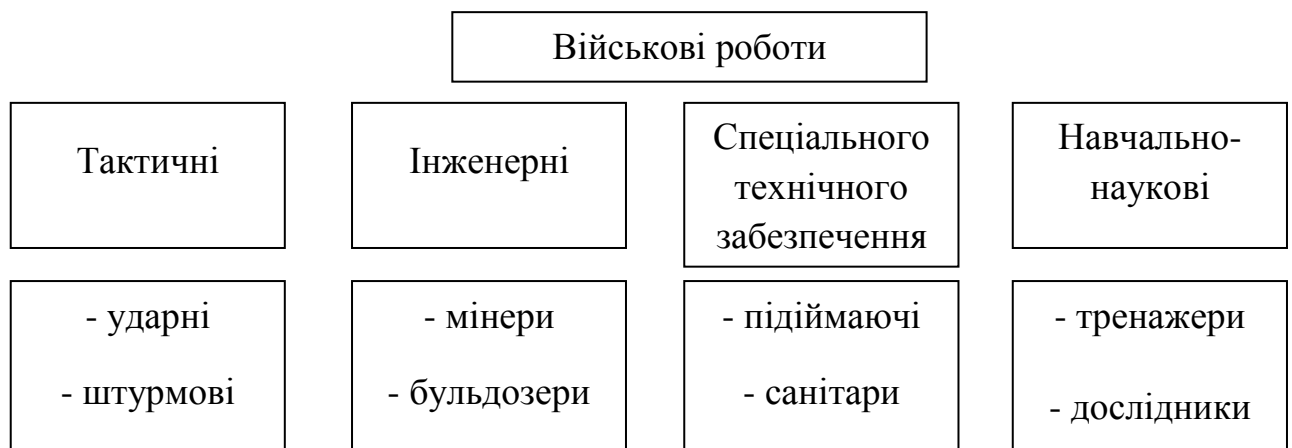 Військові роботи
Тактичні
Інженерні
Спеціального
технічного
забезпечення
Навчально-
наукові
- ударні
- штурмові
- мінери
- бульдозери
- підіймаючі
- санітари
- тренажери
- дослідники